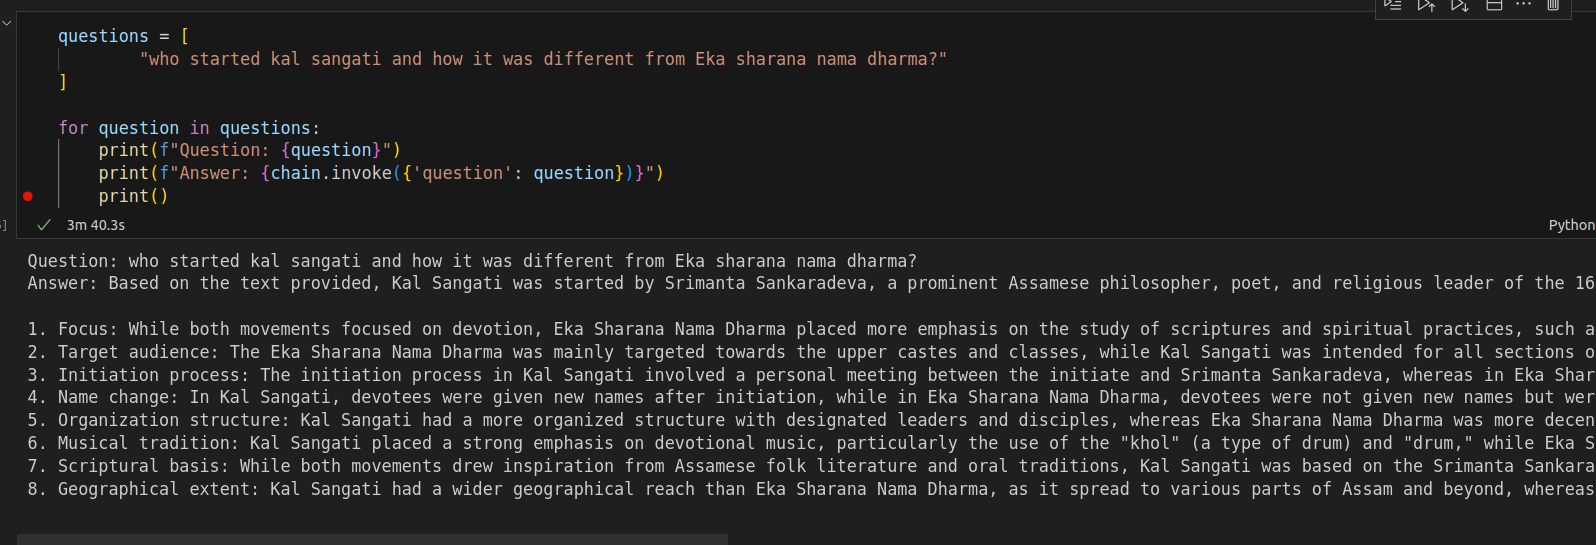 questions = [
"who started kal sangati and how it was different from Eka sharana nama dharma?"
]
for question in questions:
print(f"Question: {question}")
print(f"Answer: {chain.invoke({'question': question})}")
print()
3m 40.3s
Python
Question: who started kal sangati and how it was different from Eka sharana nama dharma?
Answer: Based on the text provided, Kal Sangati was started by Srimanta Sankaradeva, a prominent Assamese philosopher, poet, and religious leader of the 16
1. Focus: While both movements focused on devotion, Eka Sharana Nama Dharma placed more emphasis on the study of scriptures and spiritual practices, such a
2. Target audience: The Eka Sharana Nama Dharma was mainly targeted towards the upper castes and classes, while Kal Sangati was intended for all sections o
3. Initiation process: The initiation process in Kal Sangati involved a personal meeting between the initiate and Srimanta Sankaradeva, whereas in Eka Shar
4. Name change: In Kal Sangati, devotees were given new names after initiation, while in Eka Sharana Nama Dharma, devotees were not given new names but wer
5. Organization structure: Kal Sangati had a more organized structure with designated leaders and disciples, whereas Eka Sharana Nama Dharma was more decen
6. Musical tradition: Kal Sangati placed a strong emphasis on devotional music, particularly the use of the "khol" (a type of drum) and "drum," while Eka S
7. Scriptural basis: While both movements drew inspiration from Assamese folk literature and oral traditions, Kal Sangati was based on the Srimanta Sankara
8. Geographical extent: Kal Sangati had a wider geographical reach than Eka Sharana Nama Dharma, as it spread to various parts of Assam and beyond, whereas